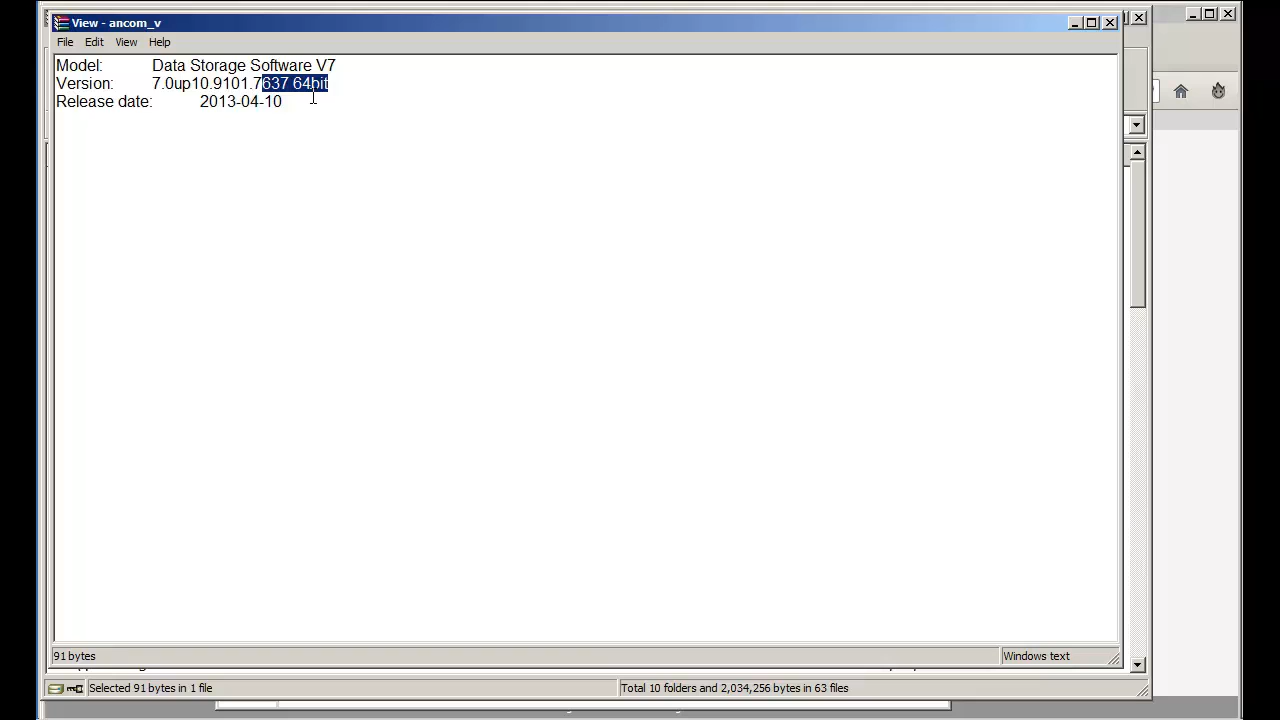 View - ancom_v
File Edit View Help
Model: Data Storage Software V7
Version: 7.0up10.9101.7637 64bit
Release date: 2013-04-10
91 bytes Windows text
Selected 91 bytes in 1 file Total 10 folders and 2,034,256 bytes in 63 files